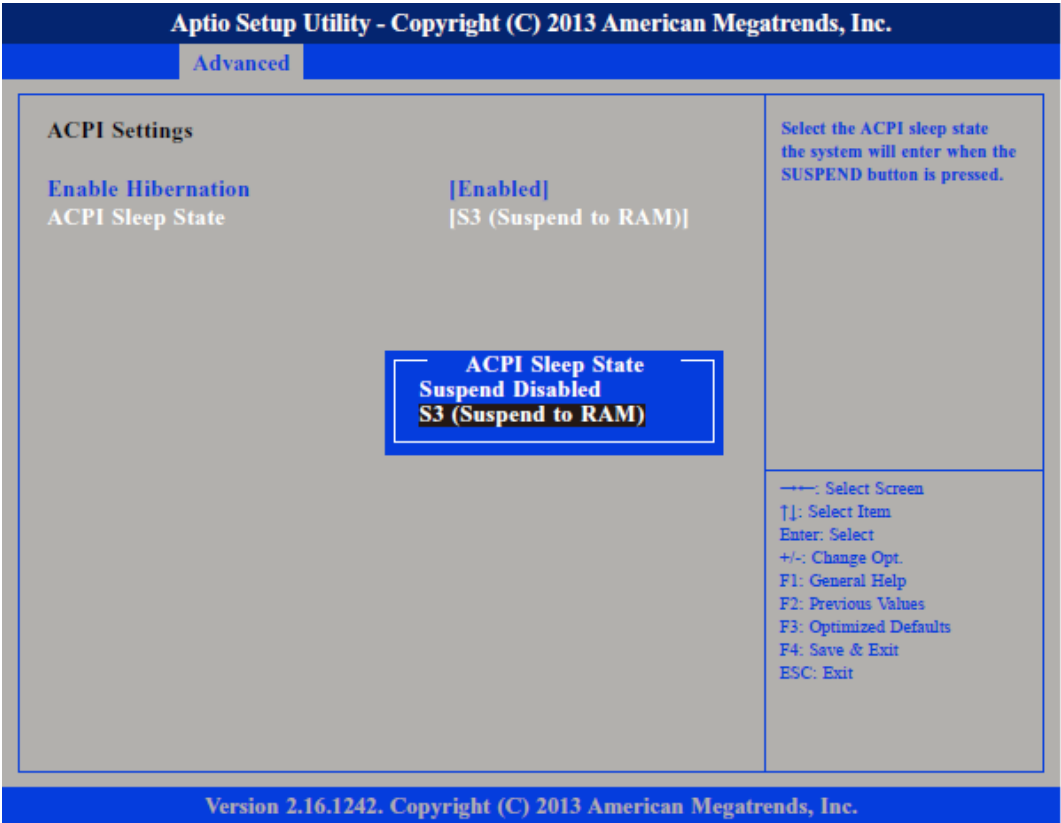 Aptio Setup Utility - Copyright (C) 2013 American Megatrends, Inc.
Advanced
ACPI Settings
Enable Hibernation [Enabled]
ACPI Sleep State [S3 (Suspend to RAM)]
ACPI Sleep State
Suspend Disabled
S3 (Suspend to RAM)
Select the ACPI sleep state
the system will enter when the
SUSPEND button is pressed.
→←: Select Screen
↑↓: Select Item
Enter: Select
+/-: Change Opt.
F1: General Help
F2: Previous Values
F3: Optimized Defaults
F4: Save & Exit
ESC: Exit
Version 2.16.1242. Copyright (C) 2013 American Megatrends, Inc.